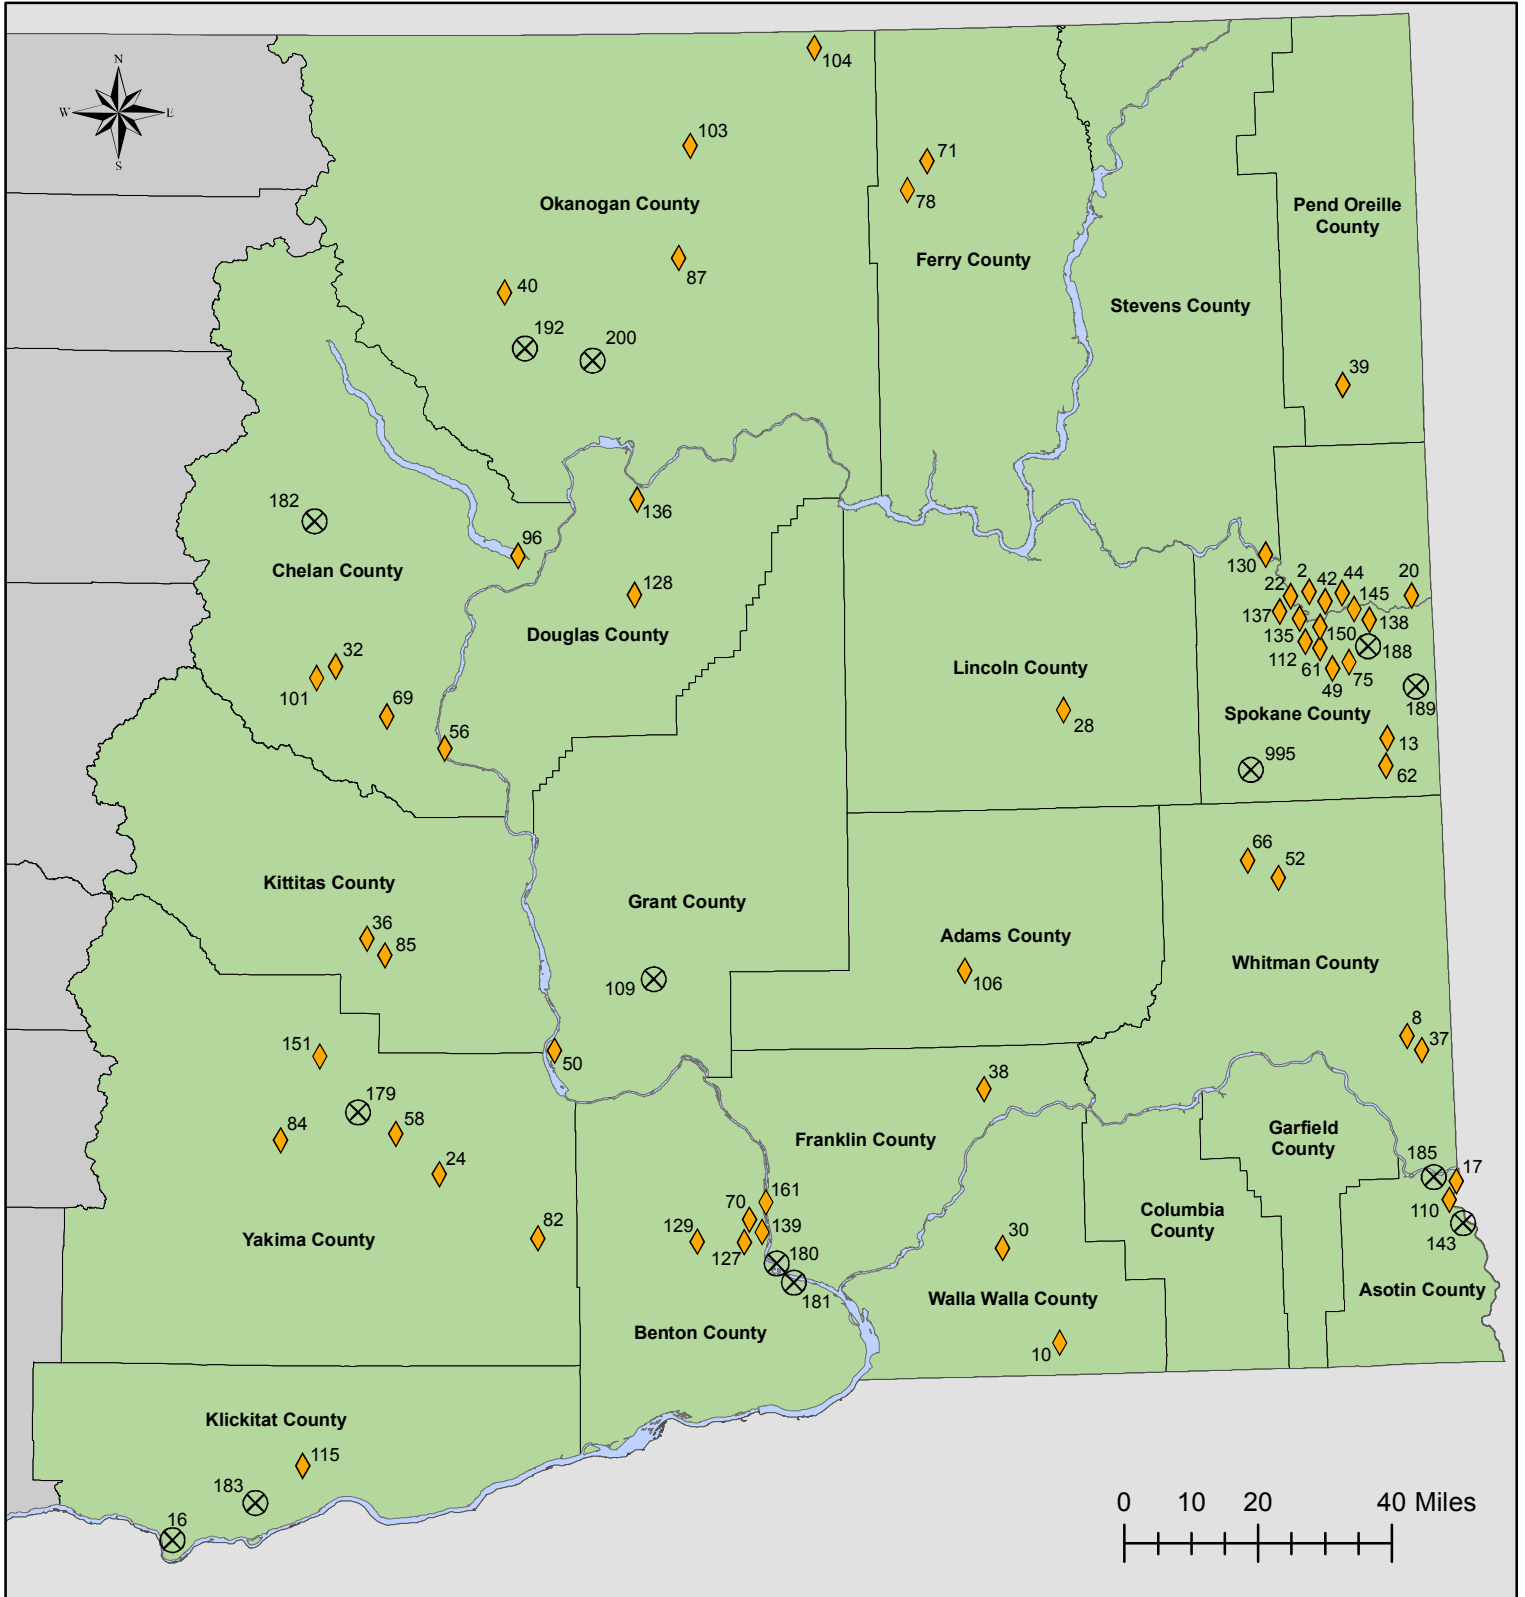 104
N
W E
S
103
71
78
Okanogan County
Pend Oreille
County
Ferry County
87
40
Stevens County
192
200
39
182
136
96
Chelan County
130
128
22
2
42
44
20
145
137
138
135
150
Douglas County
112
188
61
32
Lincoln County
49
75
101
189
69
28
Spokane County
56
13
995
62
66
52
Kittitas County
Grant County
36
Adams County
85
Whitman County
109
106
8
151
37
50
38
179
58
84
Franklin County
Garfield
County
24
185
17
161
70
110
Columbia
County
82
129
139
30
Yakima County
127
143
180
181
Asotin County
Walla Walla County
Benton County
10
Klickitat County
115
183
16
0 10 20 40 Miles